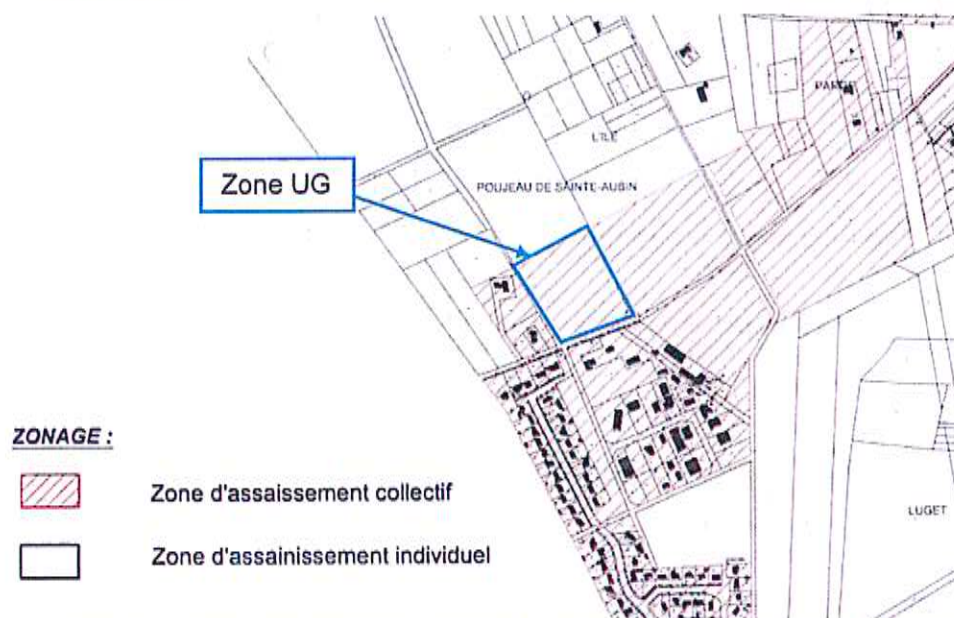 L'ILE
Zone UG
POUJEAU DE SAINTE-AUBIN
ZONAGE :
Zone d'assaissement collectif
LUGET
Zone d'assainissement individuel